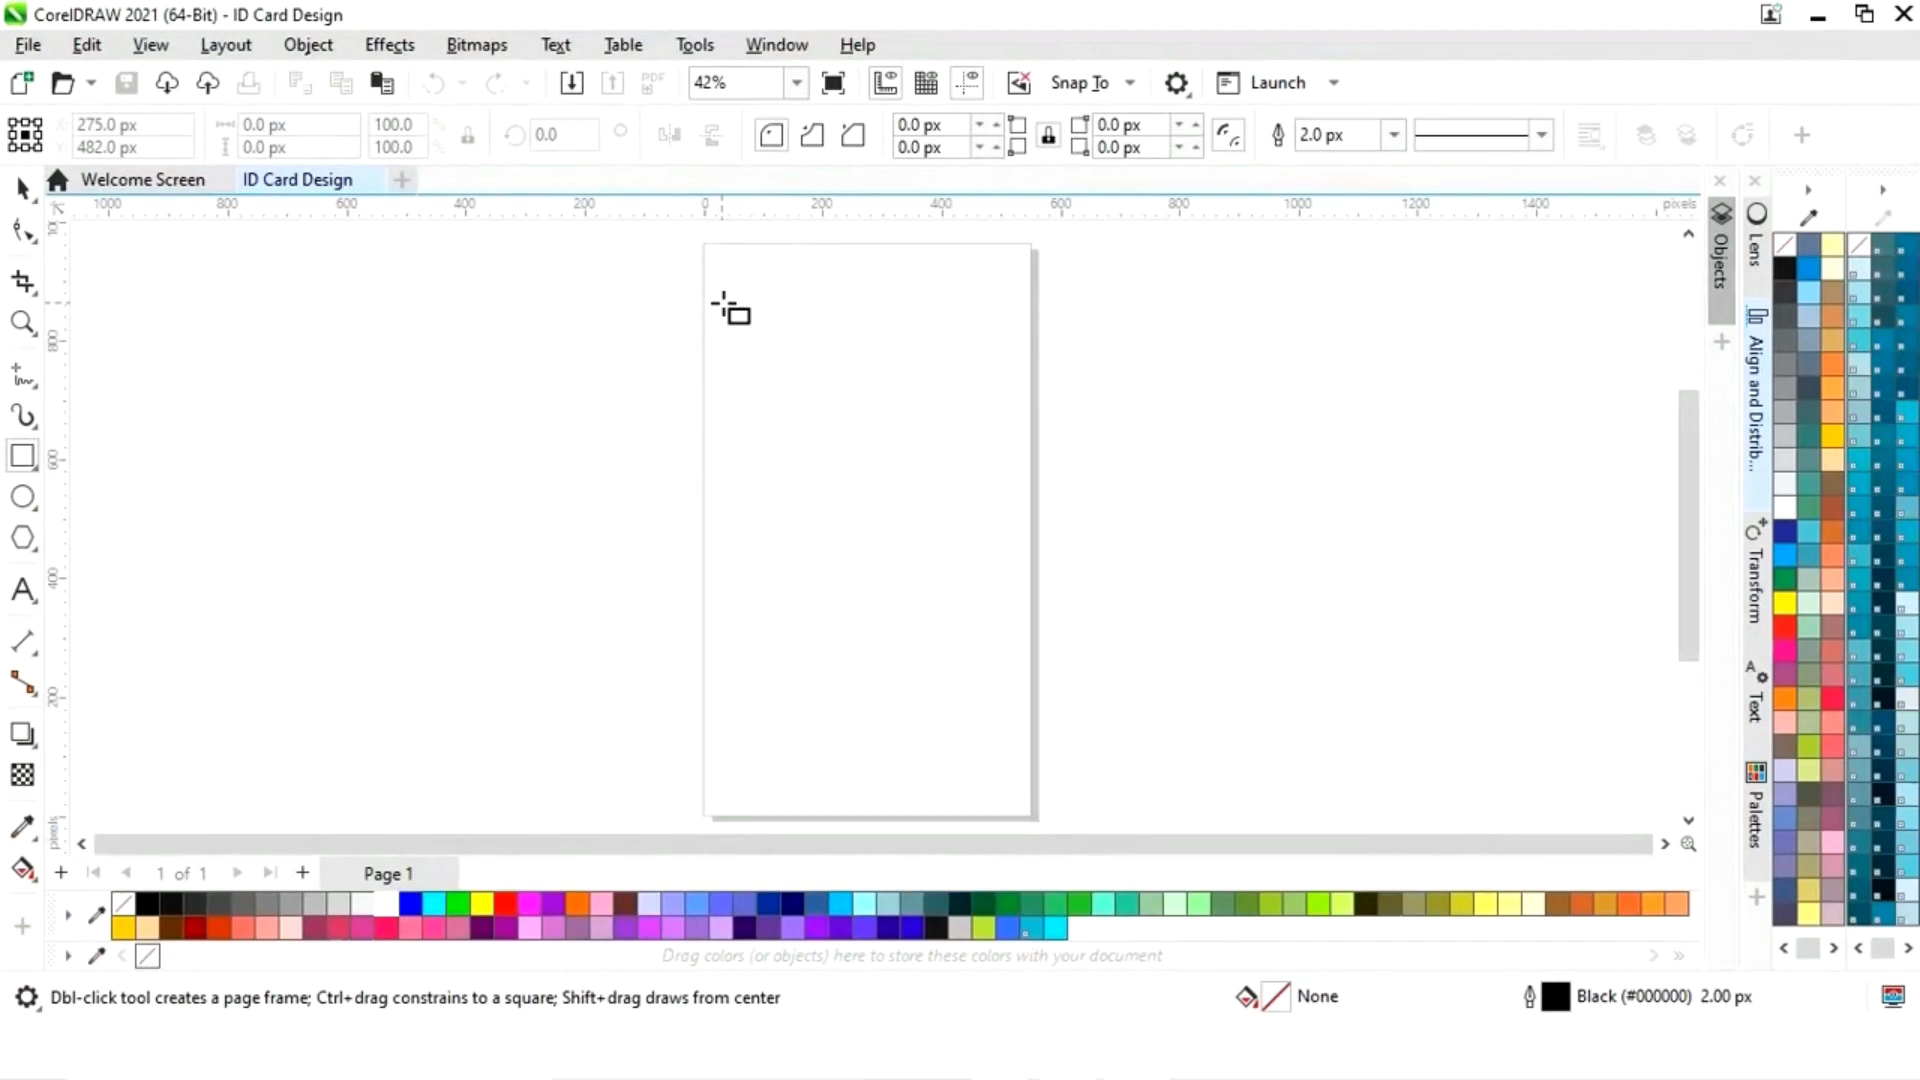 CorelDRAW 2021 (64-Bit) - ID Card Design
File Edit View Layout Object Effects Bitmaps Text Table Tools Window Help
PDF 42% Snap To Launch
X: 275.0 px 0.0 px 100.0 % 0.0 0.0 px 0.0 px 2.0 px
Y: 482.0 px 0.0 px 100.0 % 0.0 px 0.0 px
Welcome Screen ID Card Design
1000 800 600 400 200 0 200 400 600 800 1000 1200 1400 pixels
800
600
400
200
pixels
Objects
Lens
Align and Distrib...
Transform
Text
Palettes
1 of 1 Page 1
Drag colors (or objects) here to store these colors with your document
Dbl-click tool creates a page frame; Ctrl+drag constrains to a square; Shift+drag draws from center None Black (#000000) 2.00 px